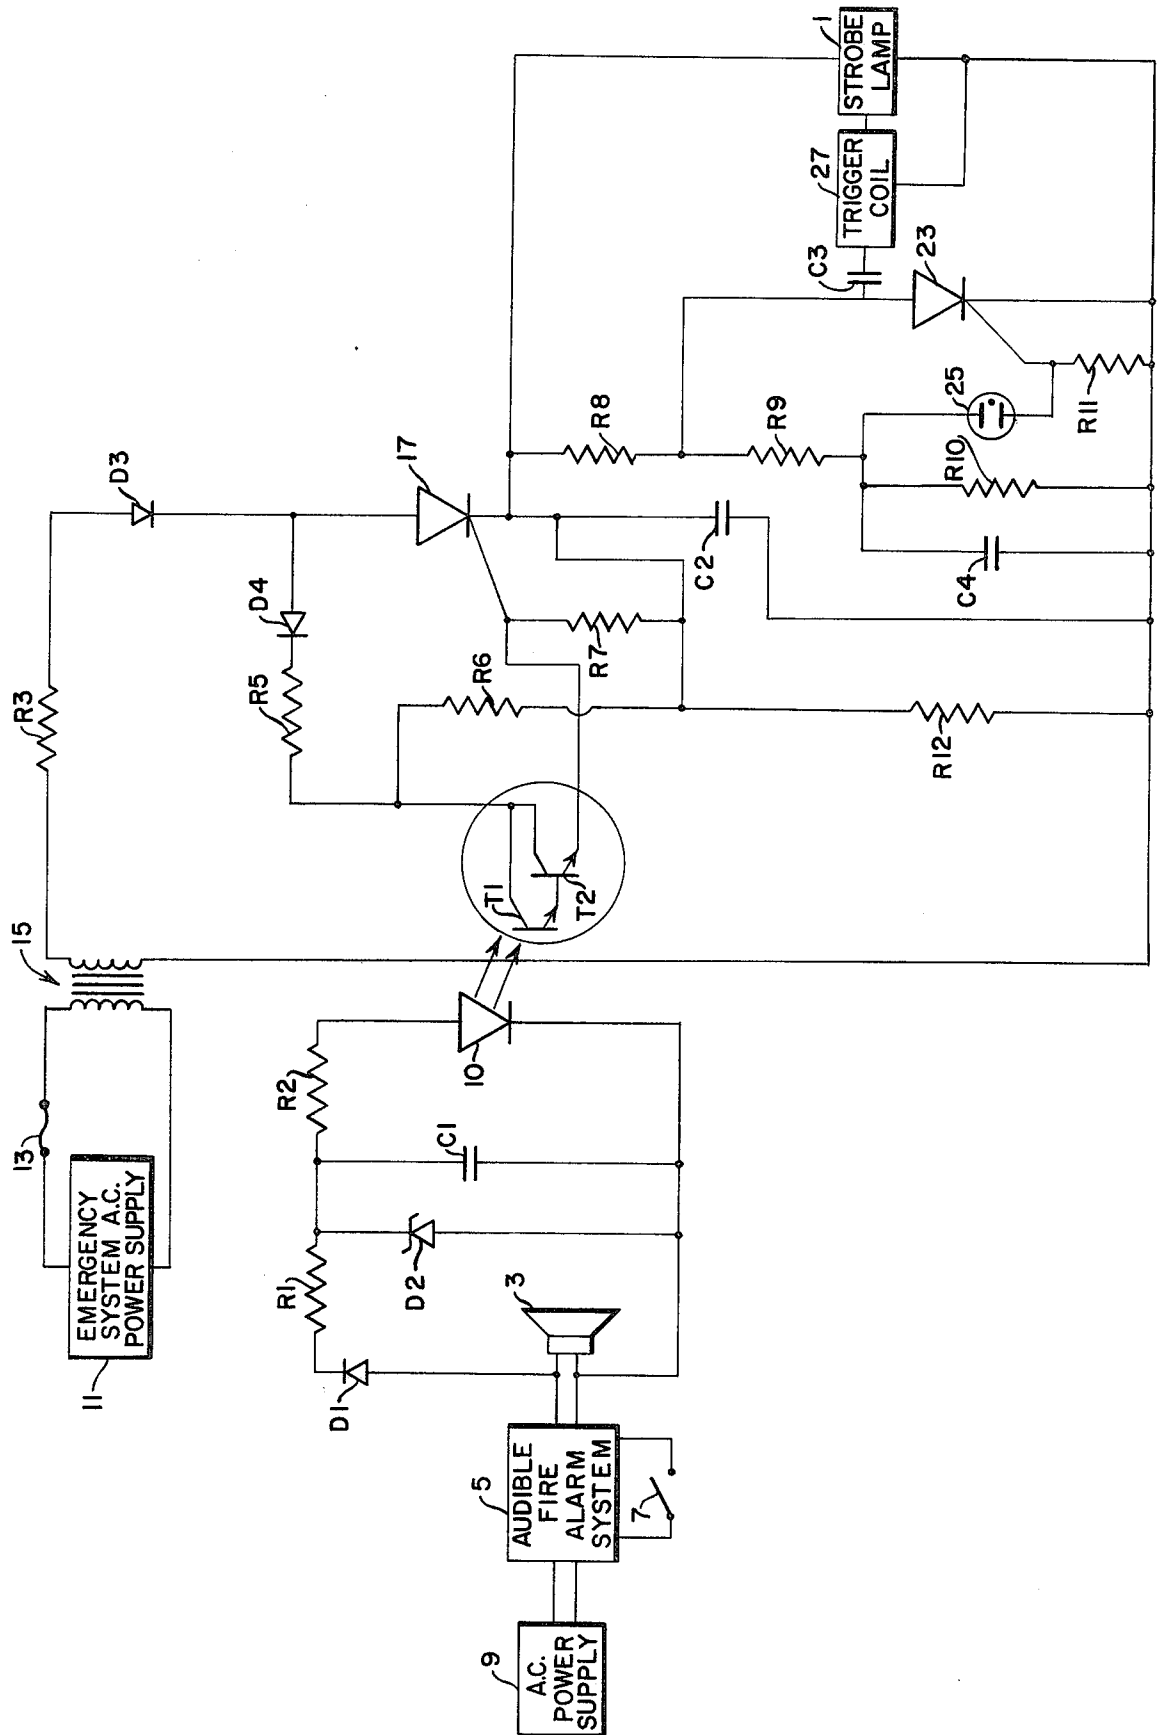 15
R3
D3
13
EMERGENCY
SYSTEM A.C.
POWER SUPPLY
11
D4
R5
17
R6
R7
R8
R9
C2
R12
C4
R10
25
R11
23
C3
27
TRIGGER
COIL
1
STROBE
LAMP
T1
T2
10
R2
C1
R1
D2
D1
3
5
AUDIBLE
FIRE
ALARM
SYSTEM
7
9
A.C.
POWER
SUPPLY